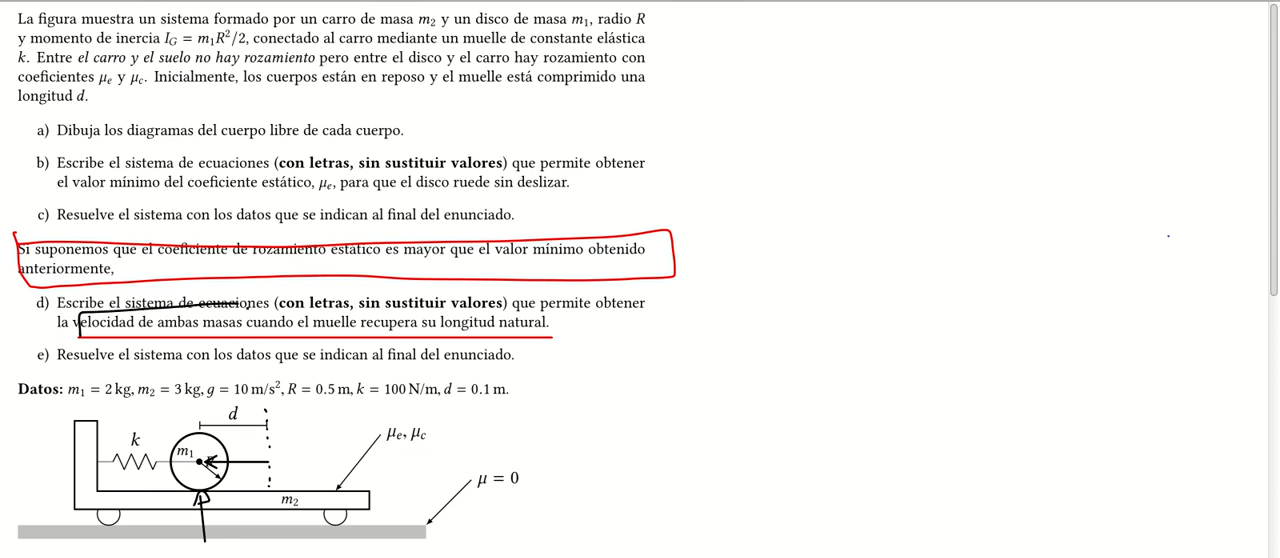 La figura muestra un sistema formado por un carro de masa m₂ y un disco de masa m₁, radio R
y momento de inercia I_G = m₁R²/2, conectado al carro mediante un muelle de constante elástica
k. Entre el carro y el suelo no hay rozamiento pero entre el disco y el carro hay rozamiento con
coeficientes μₑ y μ_c. Inicialmente, los cuerpos están en reposo y el muelle está comprimido una
longitud d.
a) Dibuja los diagramas del cuerpo libre de cada cuerpo.
b) Escribe el sistema de ecuaciones (con letras, sin sustituir valores) que permite obtener
el valor mínimo del coeficiente estático, μₑ, para que el disco ruede sin deslizar.
c) Resuelve el sistema con los datos que se indican al final del enunciado.
Si suponemos que el coeficiente de rozamiento estático es mayor que el valor mínimo obtenido
anteriormente,
d) Escribe el sistema de ecuaciones (con letras, sin sustituir valores) que permite obtener
la velocidad de ambas masas cuando el muelle recupera su longitud natural.
e) Resuelve el sistema con los datos que se indican al final del enunciado.
Datos: m₁ = 2 kg, m₂ = 3 kg, g = 10 m/s², R = 0.5 m, k = 100 N/m, d = 0.1 m.
d
k
μₑ, μ_c
m₁
μ = 0
m₂